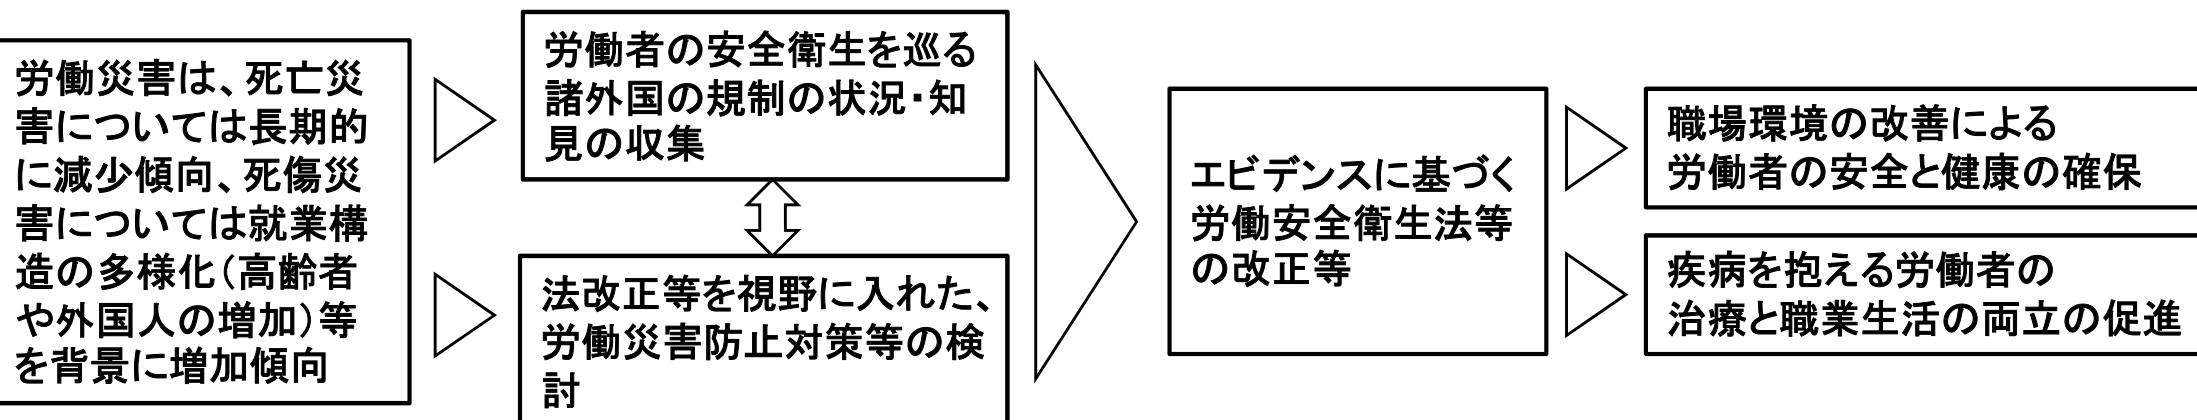 労働災害は、死亡災
害については長期的
に減少傾向、死傷災
害については就業構
造の多様化（高齢者
や外国人の増加）等
を背景に増加傾向
労働者の安全衛生を巡る
諸外国の規制の状況・知
見の収集
法改正等を視野に入れた、
労働災害防止対策等の検
討
エビデンスに基づく
労働安全衛生法等
の改正等
職場環境の改善による
労働者の安全と健康の確保
疾病を抱える労働者の
治療と職業生活の両立の促進